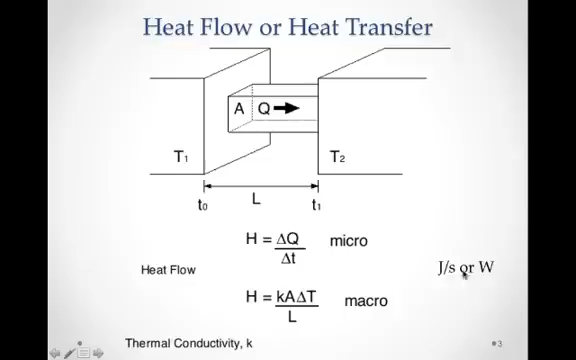 Heat Flow or Heat Transfer
A Q
T1 T2
L
t0 t1
H = ΔQ/Δt micro
Heat Flow
J/s or W
H = kAΔT/L macro
Thermal Conductivity, k
3